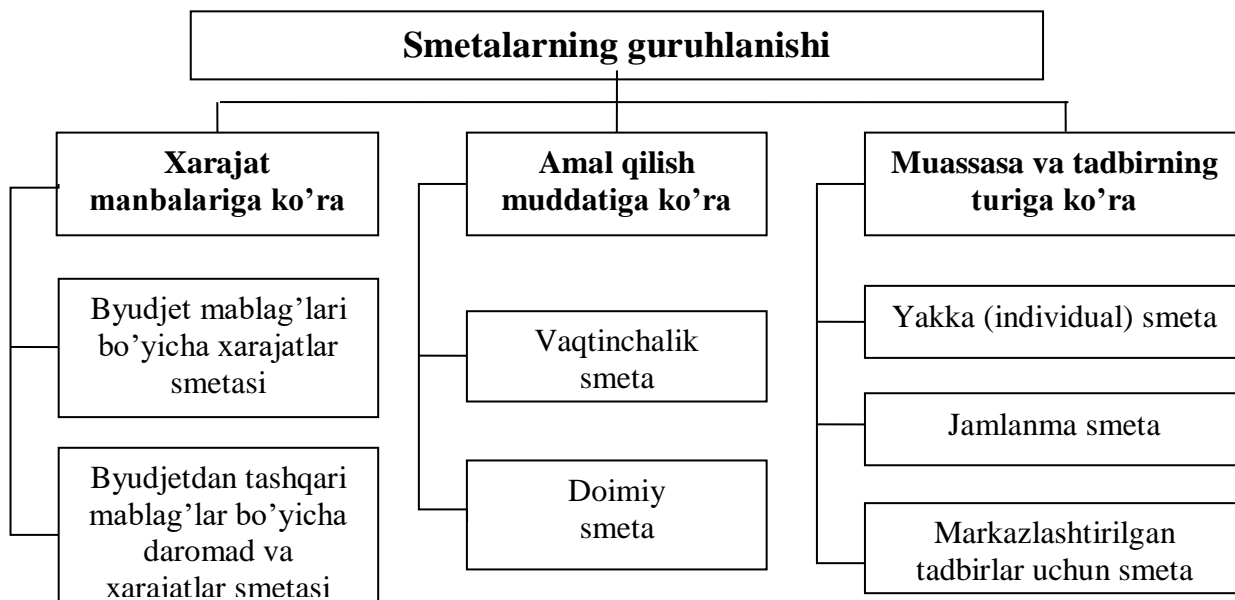 Smetalarning guruhlanishi
Xarajat
manbalariga ko’ra
Byudjet mablag’lari
bo’yicha xarajatlar
smetasi
Byudjetdan tashqari
mablag’lar bo’yicha
daromad va
xarajatlar smetasi
Amal qilish
muddatiga ko’ra
Vaqtinchalik
smeta
Doimiy
smeta
Muassasa va tadbirning
turiga ko’ra
Yakka (individual) smeta
Jamlanma smeta
Markazlashtirilgan
tadbirlar uchun smeta